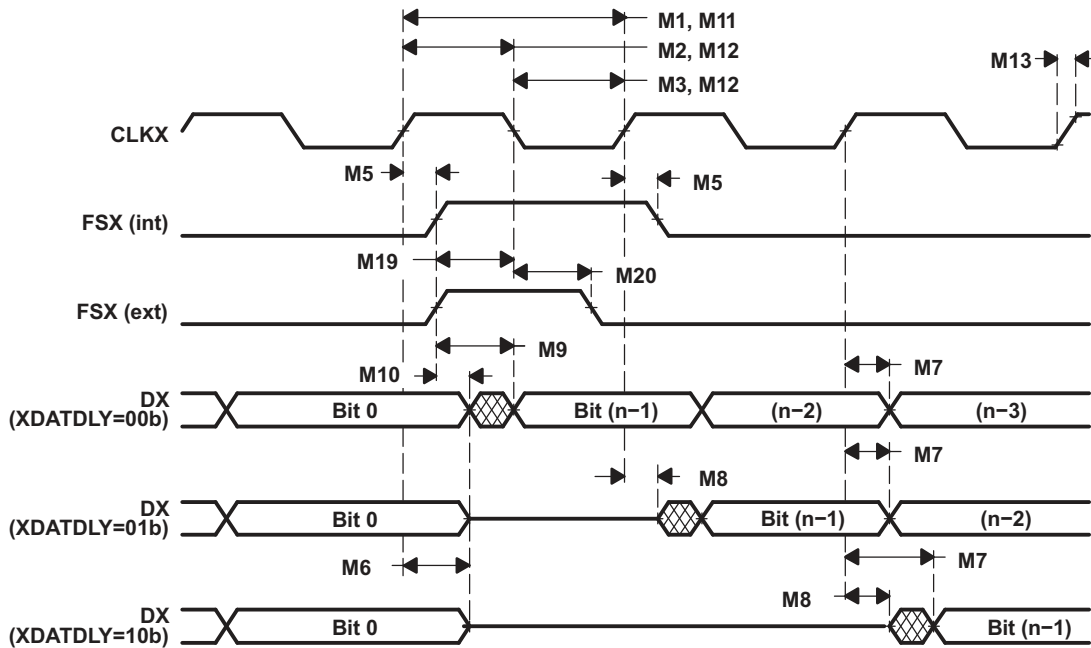 M1, M11
M2, M12
M13
M3, M12
CLKX
M5
M5
FSX (int)
M19
M20
FSX (ext)
M9
M10
M7
DX
(XDATDLY=00b)
Bit 0
Bit (n−1)
(n−2)
(n−3)
M7
M8
DX
(XDATDLY=01b)
Bit 0
Bit (n−1)
(n−2)
M6
M7
M8
DX
(XDATDLY=10b)
Bit 0
Bit (n−1)